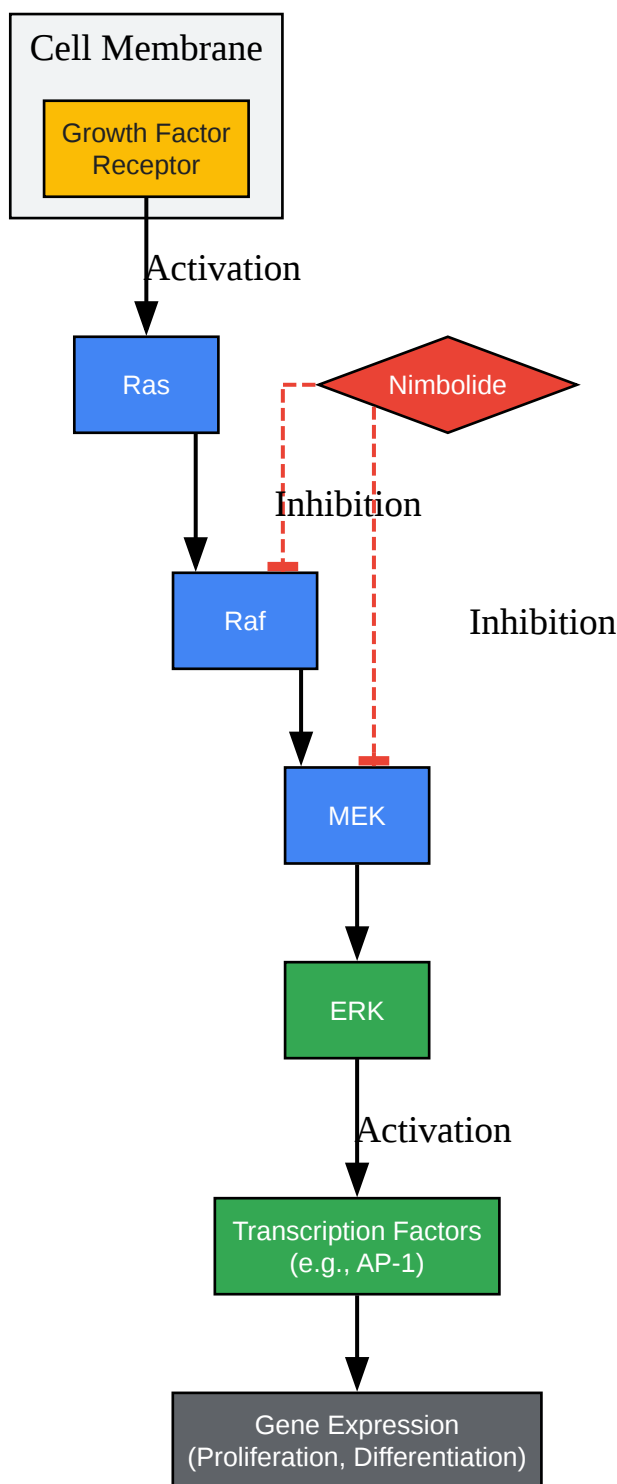 Cell Membrane
Growth Factor
Receptor
Activation
Ras
Nimbolide
Inhibition
Raf
Inhibition
MEK
ERK
Activation
Transcription Factors
(e.g., AP-1)
Gene Expression
(Proliferation, Differentiation)